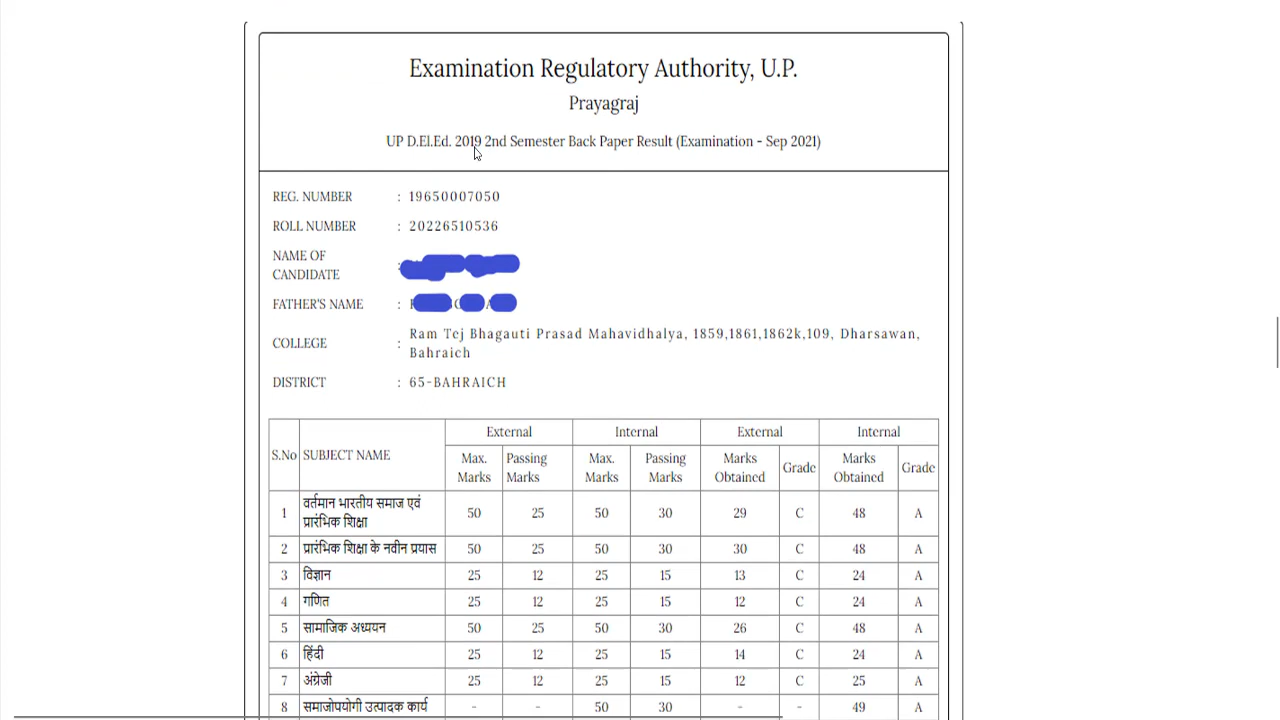 Examination Regulatory Authority, U.P.
Prayagraj
UP D.El.Ed. 2019 2nd Semester Back Paper Result (Examination - Sep 2021)
REG. NUMBER : 19650007050
ROLL NUMBER : 20226510536
NAME OF
CANDIDATE :
FATHER'S NAME :
COLLEGE : Ram Tej Bhagauti Prasad Mahavidhalya, 1859,1861,1862k,109, Dharsawan,
Bahraich
DISTRICT : 65-BAHRAICH
S.No SUBJECT NAME External Internal External Internal
Max. Marks Passing Marks Max. Marks Passing Marks Marks Obtained Grade Marks Obtained Grade
1 वर्तमान भारतीय समाज एवं
प्रारंभिक शिक्षा 50 25 50 30 29 C 48 A
2 प्रारंभिक शिक्षा के नवीन प्रयास 50 25 50 30 30 C 48 A
3 विज्ञान 25 12 25 15 13 C 24 A
4 गणित 25 12 25 15 12 C 24 A
5 सामाजिक अध्ययन 50 25 50 30 26 C 48 A
6 हिंदी 25 12 25 15 14 C 24 A
7 अंग्रेजी 25 12 25 15 12 C 25 A
8 समाजोपयोगी उत्पादक कार्य - - 50 30 - - 49 A